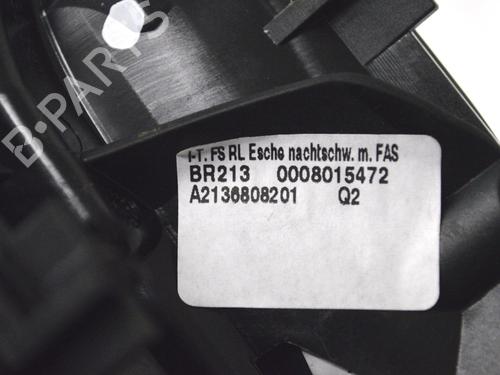 I-T. FS RL Esche nachtschw. m. FAS
BR213 0008015472
A2136808201 Q2
B-PARTS